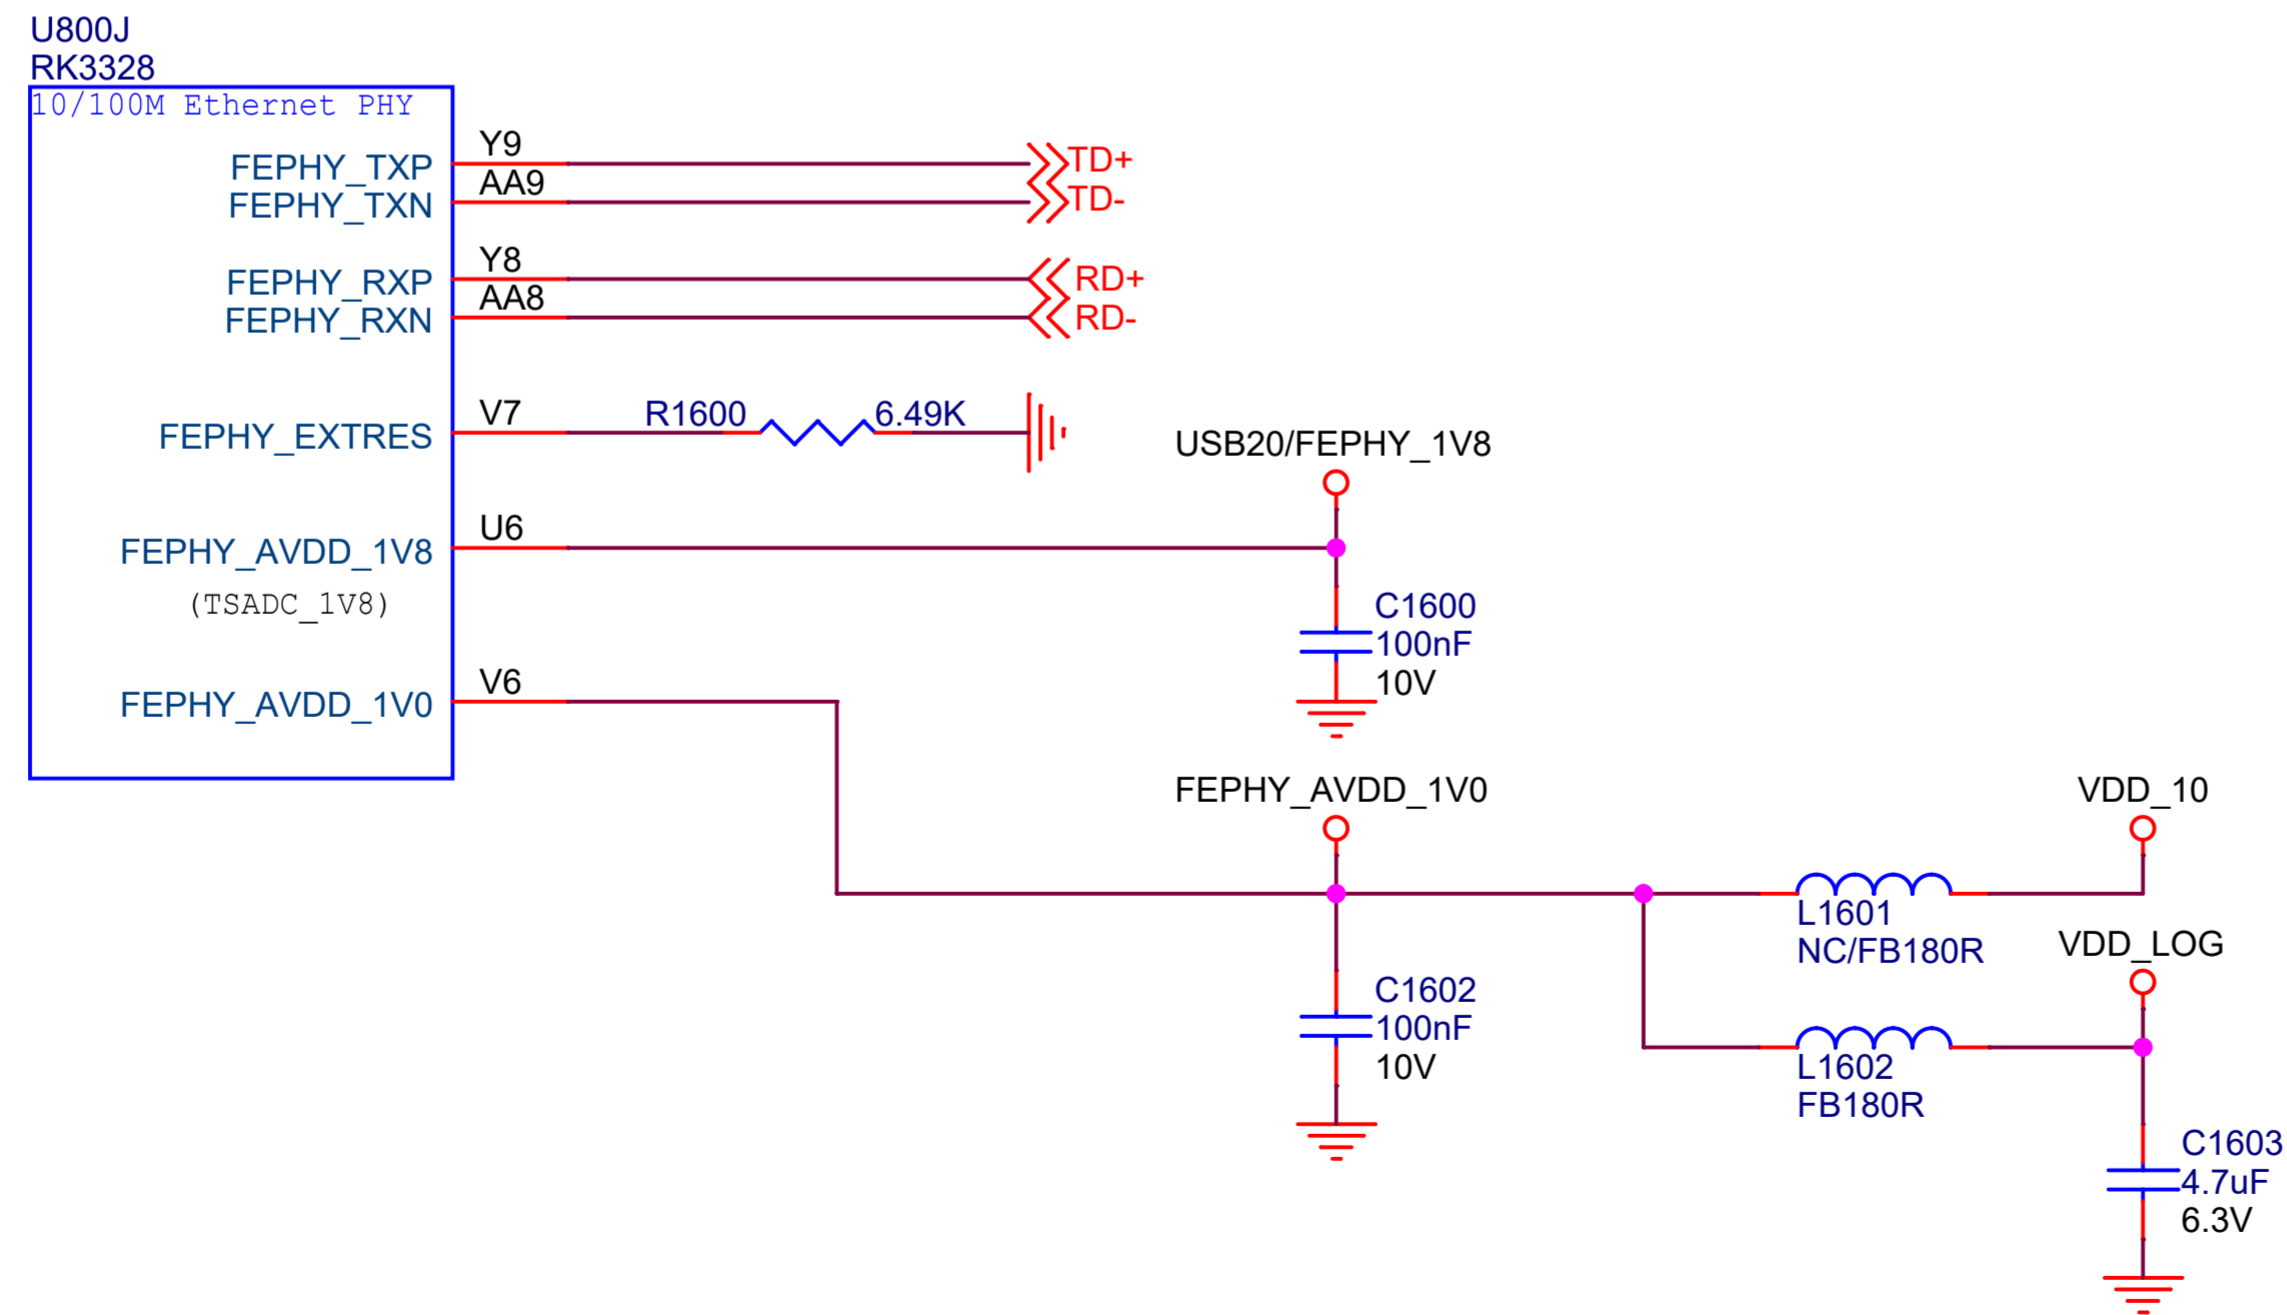 U800J
RK3328
10/100M Ethernet PHY
FEPHY_TXP
Y9
TD+
FEPHY_TXN
AA9
TD-
FEPHY_RXP
Y8
RD+
FEPHY_RXN
AA8
RD-
FEPHY_EXTRES
V7
R1600
6.49K
USB20/FEPHY_1V8
FEPHY_AVDD_1V8
U6
(TSADC_1V8)
C1600
100nF
10V
FEPHY_AVDD_1V0
V6
FEPHY_AVDD_1V0
VDD_10
L1601
NC/FB180R
VDD_LOG
C1602
100nF
10V
L1602
FB180R
C1603
4.7uF
6.3V